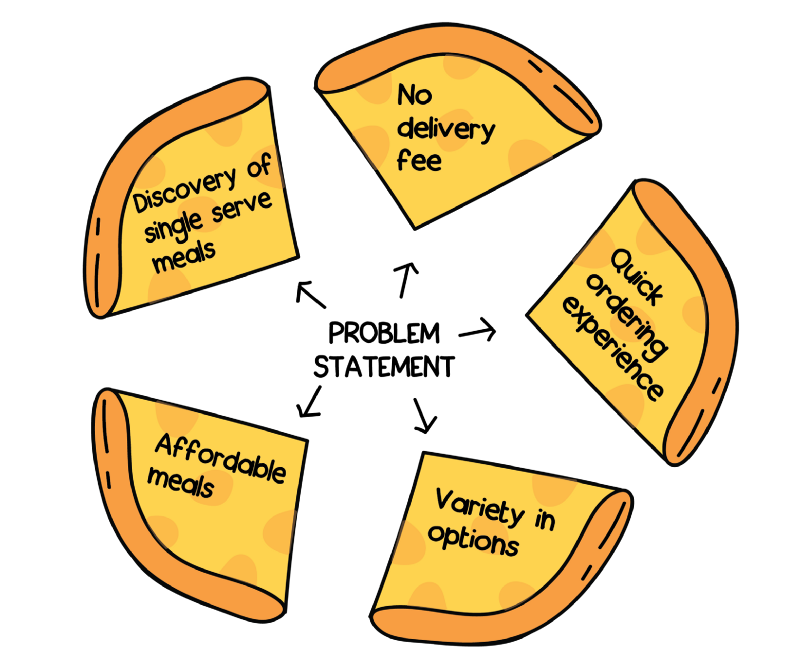 No
delivery
fee
Discovery of
single serve
meals
Quick
ordering
experience
PROBLEM
STATEMENT
Affordable
meals
Variety in
options